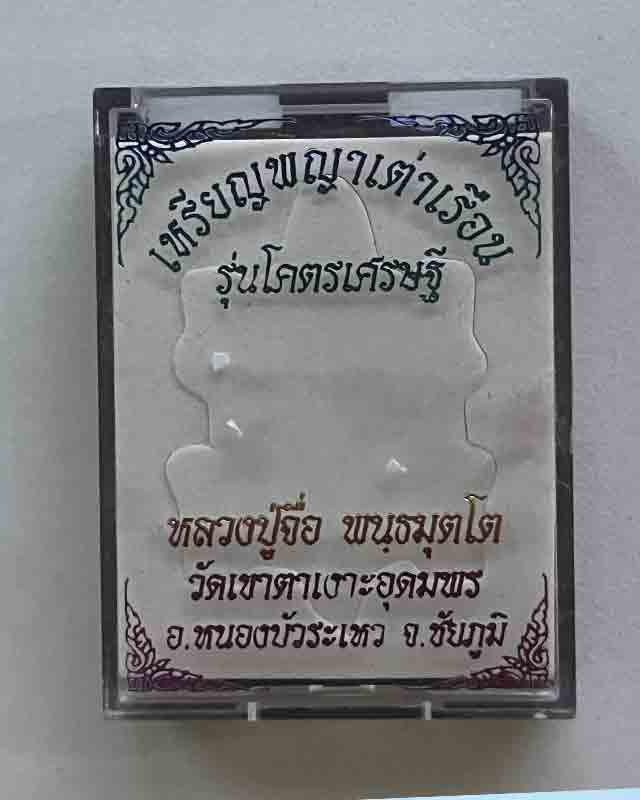 เหรียญพญาเต่าเรือน
รุ่นโคตรเศรษฐี
หลวงปู่จื่อ พนฺธมุตฺโต
วัดเขาตาเงาะอุดมพร
อ.หนองบัวระเหว จ.ชัยภูมิ